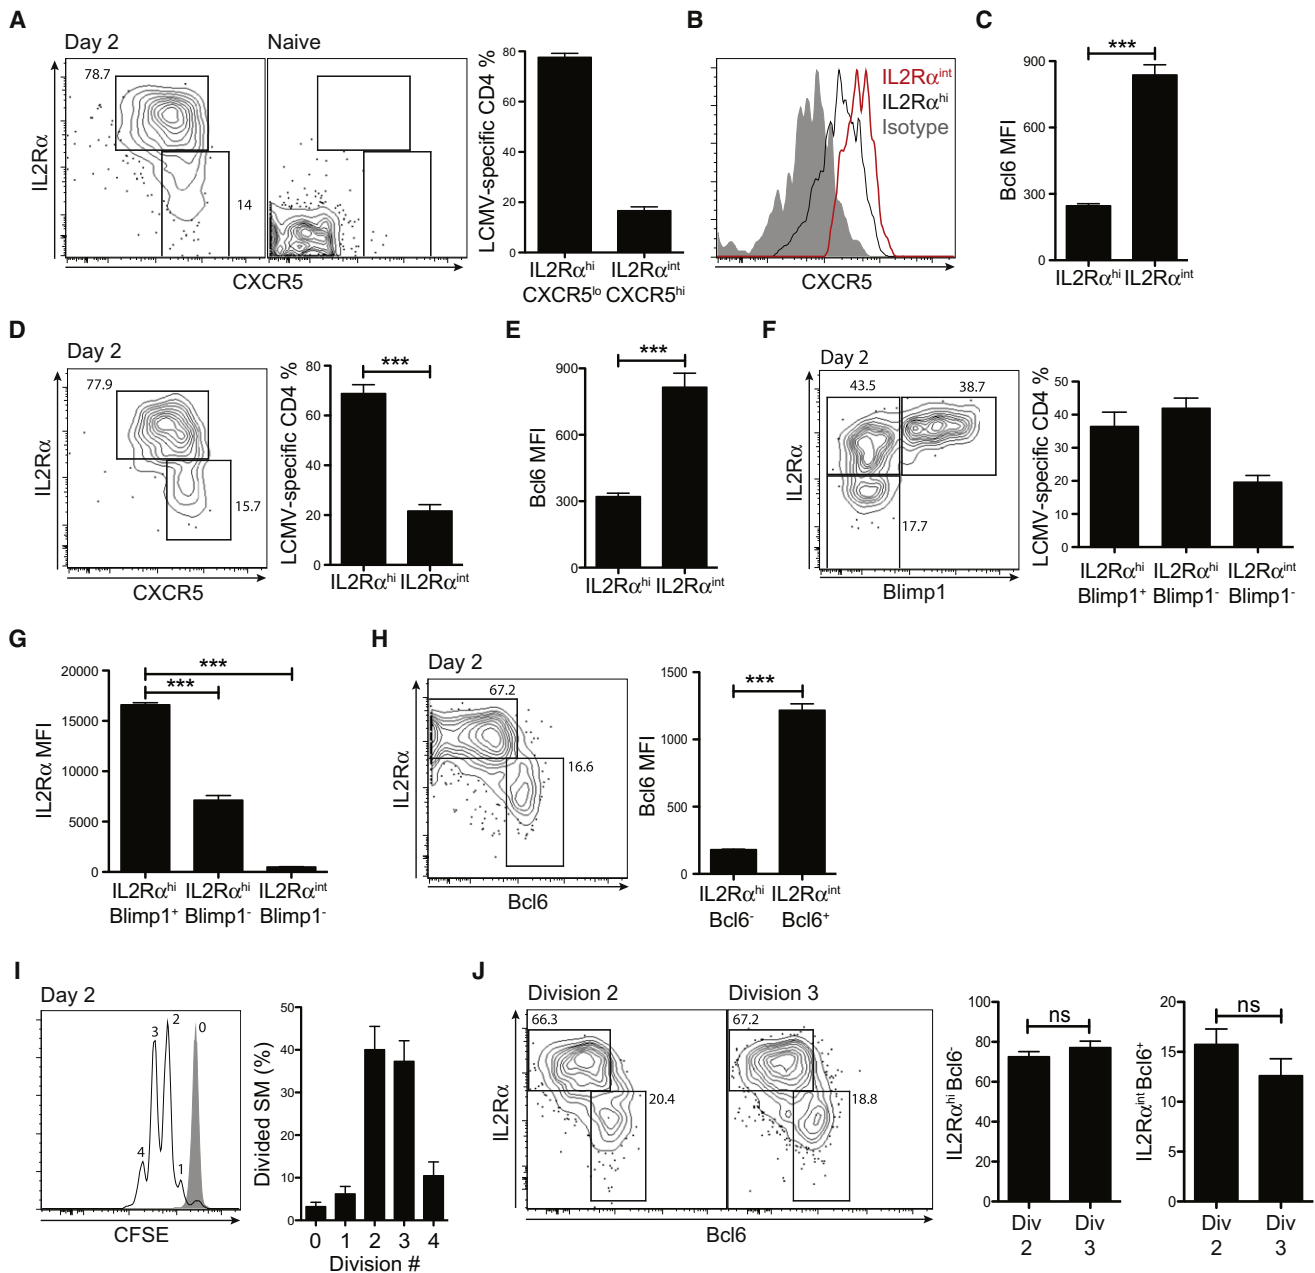 A
Day 2
Naive
78.7
14
IL2Rα
CXCR5
LCMV-specific CD4 %
80
60
40
20
0
IL2Rαhi IL2Rαint
CXCR5lo CXCR5hi
B
IL2Rαint
IL2Rαhi
Isotype
CXCR5
C
***
Bcl6 MFI
900
600
300
0
IL2Rαhi IL2Rαint
D
Day 2
77.9
15.7
IL2Rα
CXCR5
LCMV-specific CD4 %
80
60
40
20
0
***
IL2Rαhi IL2Rαint
E
***
Bcl6 MFI
900
600
300
0
IL2Rαhi IL2Rαint
F
Day 2
43.5
38.7
17.7
IL2Rα
Blimp1
LCMV-specific CD4 %
50
40
30
20
10
0
IL2Rαhi IL2Rαhi IL2Rαint
Blimp1+ Blimp1- Blimp1-
G
***
***
IL2Rα MFI
20000
15000
10000
5000
0
IL2Rαhi IL2Rαhi IL2Rαint
Blimp1+ Blimp1- Blimp1-
H
Day 2
67.2
16.6
IL2Rα
Bcl6
Bcl6 MFI
1500
1000
500
0
***
IL2Rαhi IL2Rαint
Bcl6- Bcl6+
I
Day 2
4
3
2
1
0
CFSE
Divided SM (%)
50
40
30
20
10
0
0 1 2 3 4
Division #
J
Division 2
Division 3
66.3
20.4
67.2
18.8
IL2Rα
Bcl6
IL2RαhiBcl6-
100
80
60
40
20
0
ns
Div Div
2 3
IL2RαintBcl6+
20
15
10
5
0
ns
Div Div
2 3